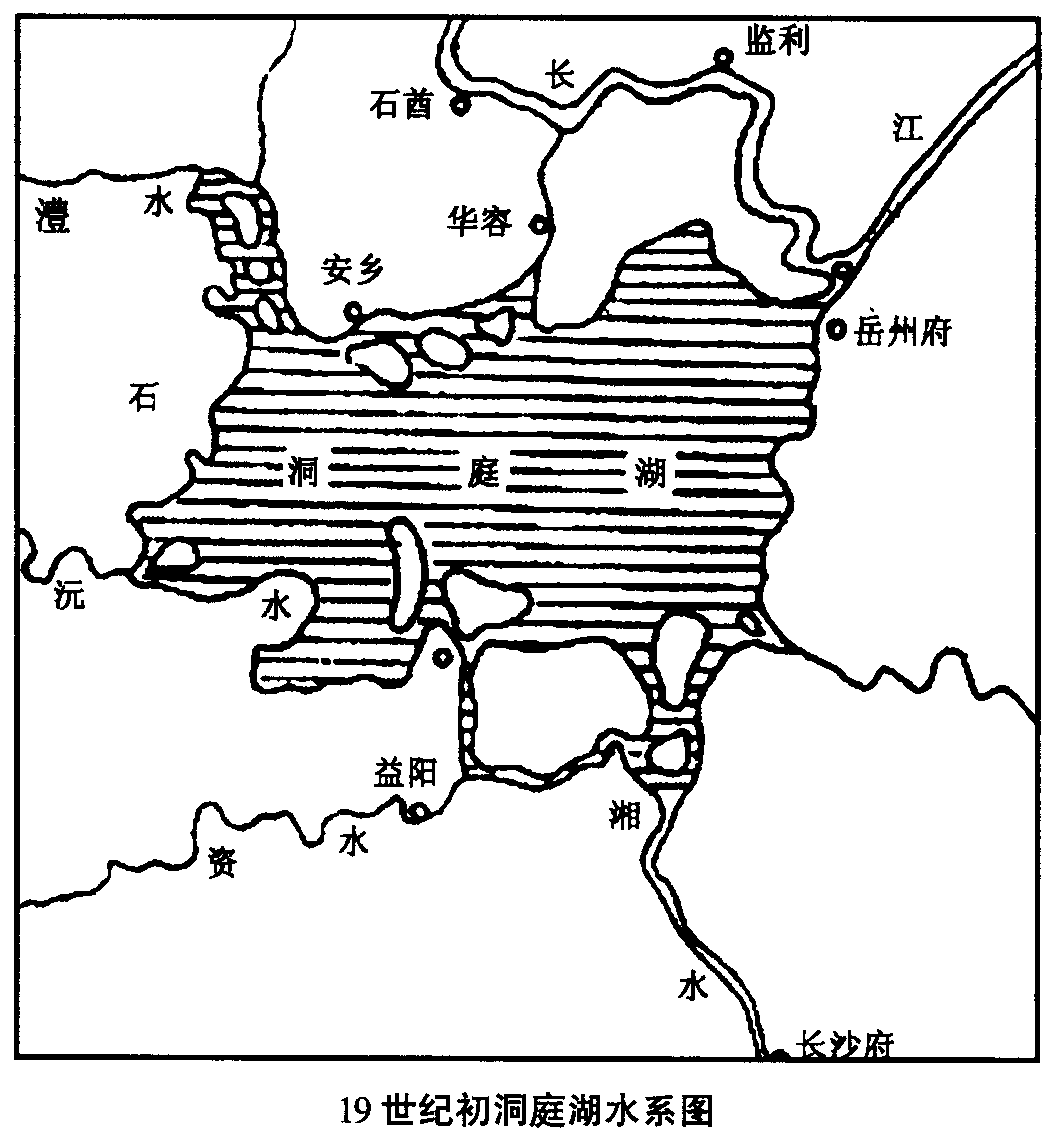 监利
长
江
石酋
澧
水
华容
安乡
岳州府
石
洞庭湖
沅
水
益阳
资
水
湘
水
长沙府
19世纪初洞庭湖水系图